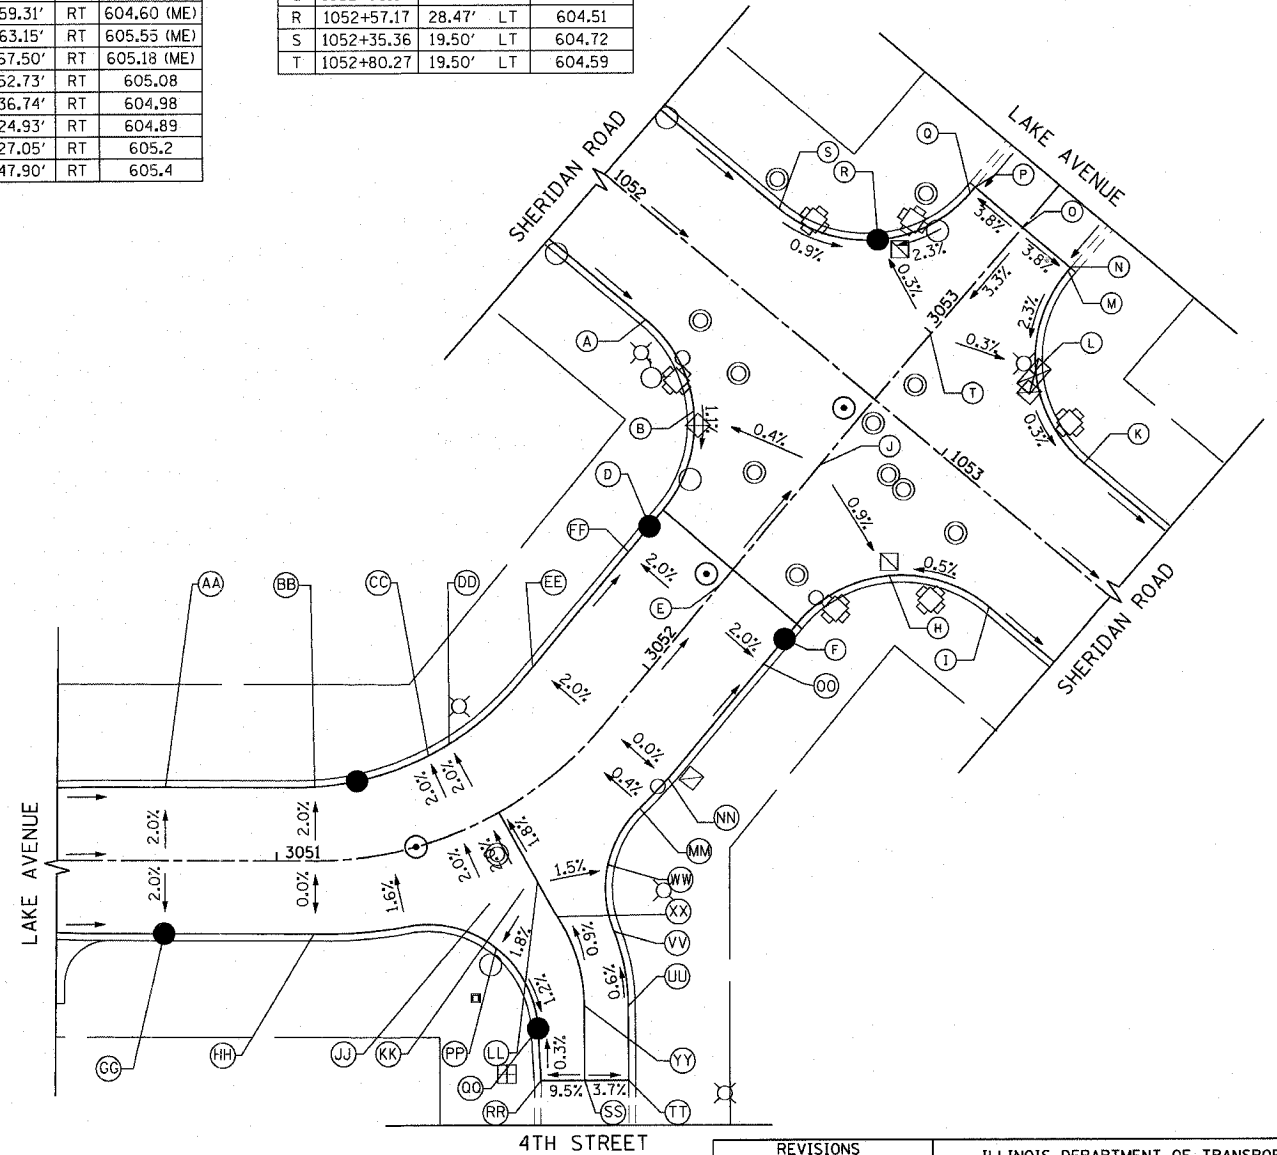 59.31' RT 604.60 (ME)
63.15' RT 605.55 (ME)
57.50' RT 605.18 (ME)
52.73' RT 605.08
36.74' RT 604.98
24.93' RT 604.89
27.05' RT 605.2
47.90' RT 605.4
R 1052+57.17 28.47' LT 604.51
S 1052+35.36 19.50' LT 604.72
T 1052+80.27 19.50' LT 604.59
LAKE AVENUE
SHERIDAN ROAD
1052
S
R
Q
P
O
N
M
L
K
T
J
3.8%
3.8%
3.3%
2.3%
2.3%
0.9%
0.3%
0.3%
0.3%
3053
1053
A
B
1.1%
0.4%
D
FF
0.9%
0.5%
SHERIDAN ROAD
H
I
F
OO
E
2.0%
2.0%
2.0%
3052
AA
BB
CC
DD
EE
0.0%
0.4%
NN
MM
WW
XX
VV
UU
YY
LAKE AVENUE
2.0%
2.0%
2.0%
0.0%
3051
2.0%
2.0%
2.0%
1.6%
1.8%
1.5%
1.8%
0.9%
0.6%
1.2%
0.3%
GG
HH
JJ
KK
PP
LL
QQ
RR
9.5%
3.7%
SS
TT
4TH STREET
REVISIONS